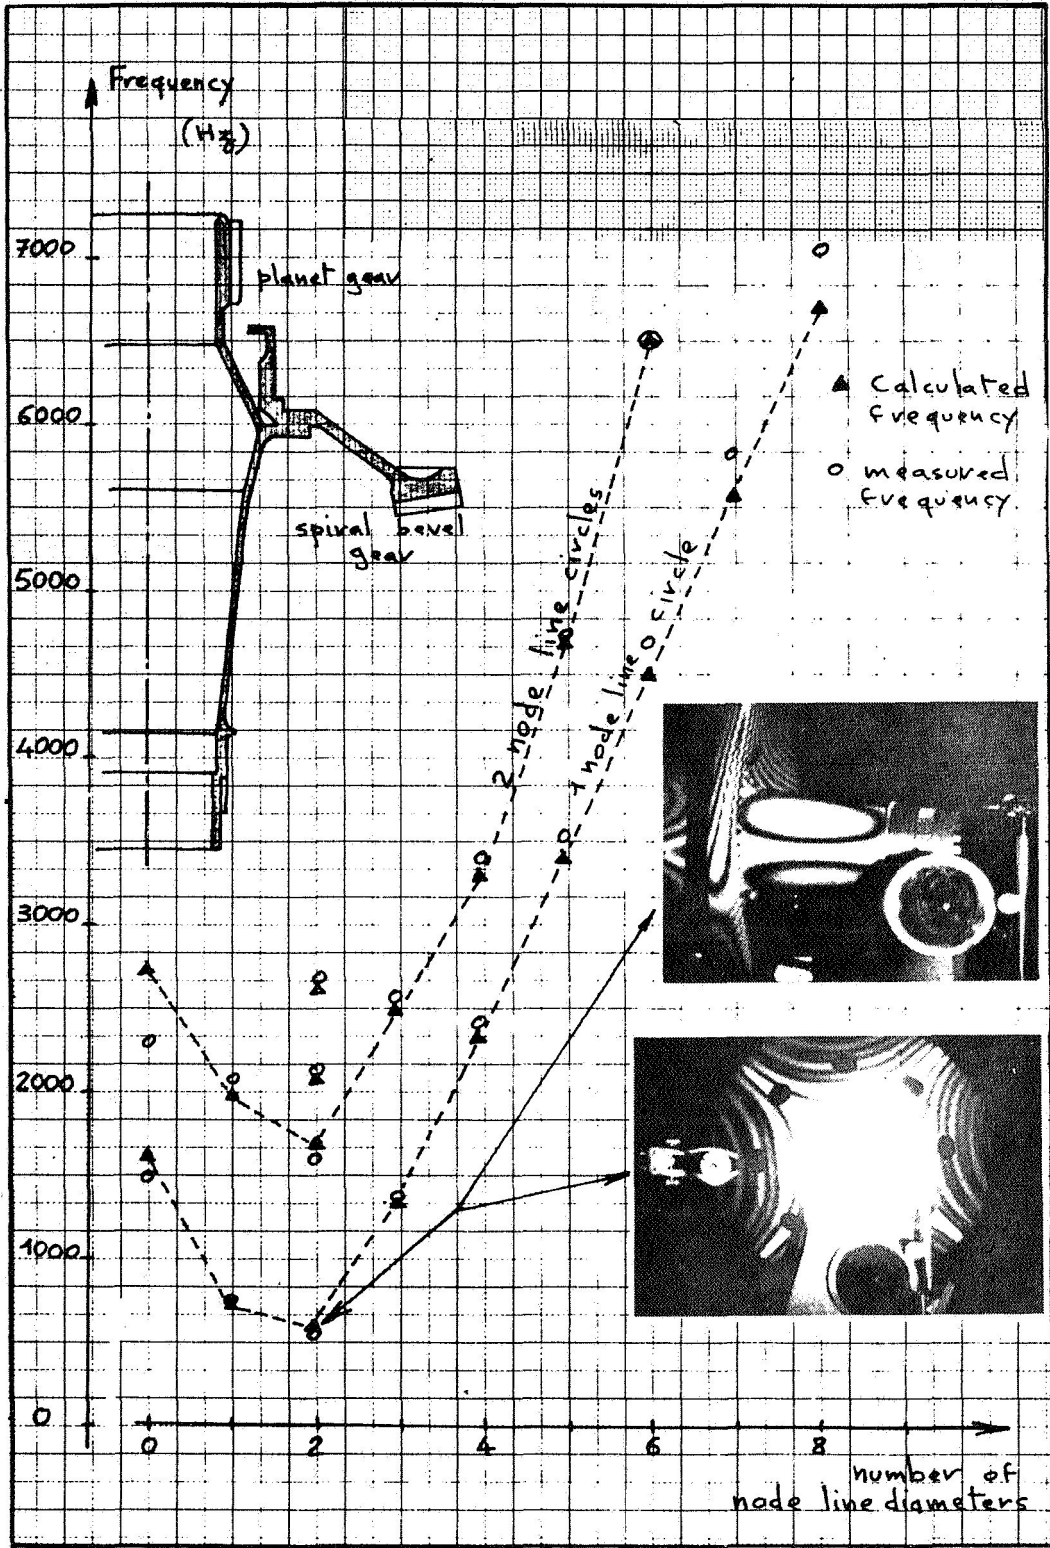 Frequency
(Hz)
7000
planet gear
6000
Calculated
frequency
measured
frequency
spiral bevel
gear
5000
2 node line circles
1 node line circle
4000
3000
2000
1000
0
0
2
4
6
8
number of
node line diameters